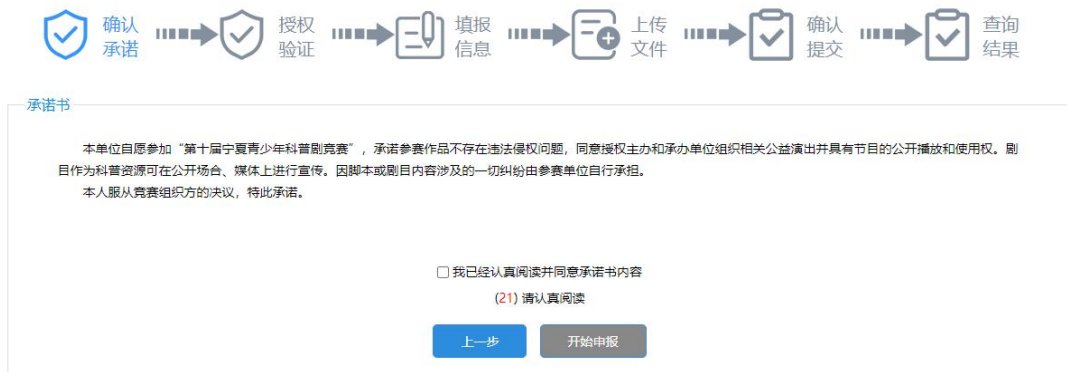 确认
承诺
授权
验证
填报
信息
上传
文件
确认
提交
查询
结果
承诺书
本单位自愿参加“第十届宁夏青少年科普剧竞赛”，承诺参赛作品不存在违法侵权问题，同意授权主办和承办单位组织相关公益演出并具有节目的公开播放和使用权。剧
目作为科普资源可在公开场合、媒体上进行宣传。因脚本或剧目内容涉及的一切纠纷由参赛单位自行承担。
本人服从竞赛组织方的决议，特此承诺。
我已经认真阅读并同意承诺书内容
(21) 请认真阅读
上一步
开始申报